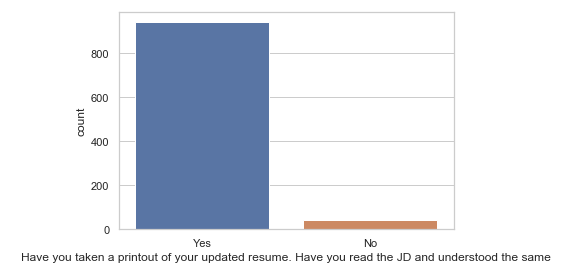 800
600
count
400
200
0
Yes No
Have you taken a printout of your updated resume. Have you read the JD and understood the same